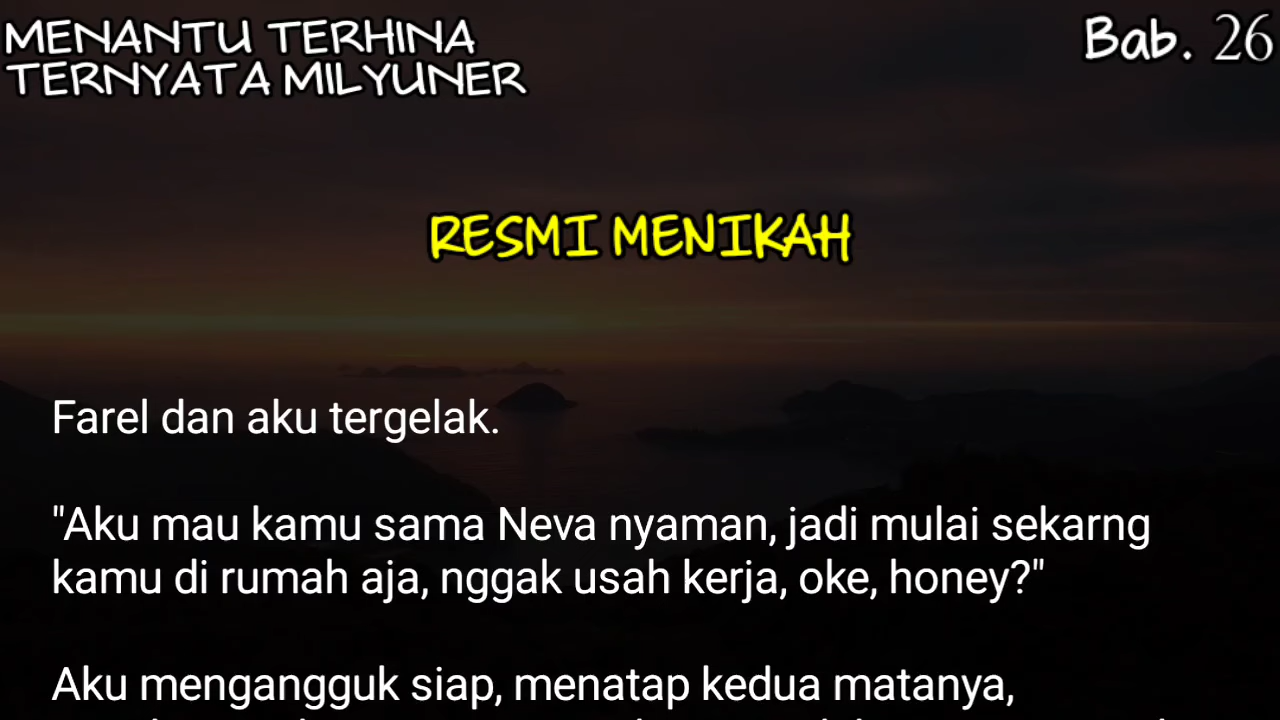 MENANTU TERHINA
TERNYATA MILYUNER
Bab. 26
RESMI MENIKAH
Farel dan aku tergelak.
"Aku mau kamu sama Neva nyaman, jadi mulai sekarng
kamu di rumah aja, nggak usah kerja, oke, honey?"
Aku mengangguk siap, menatap kedua matanya,